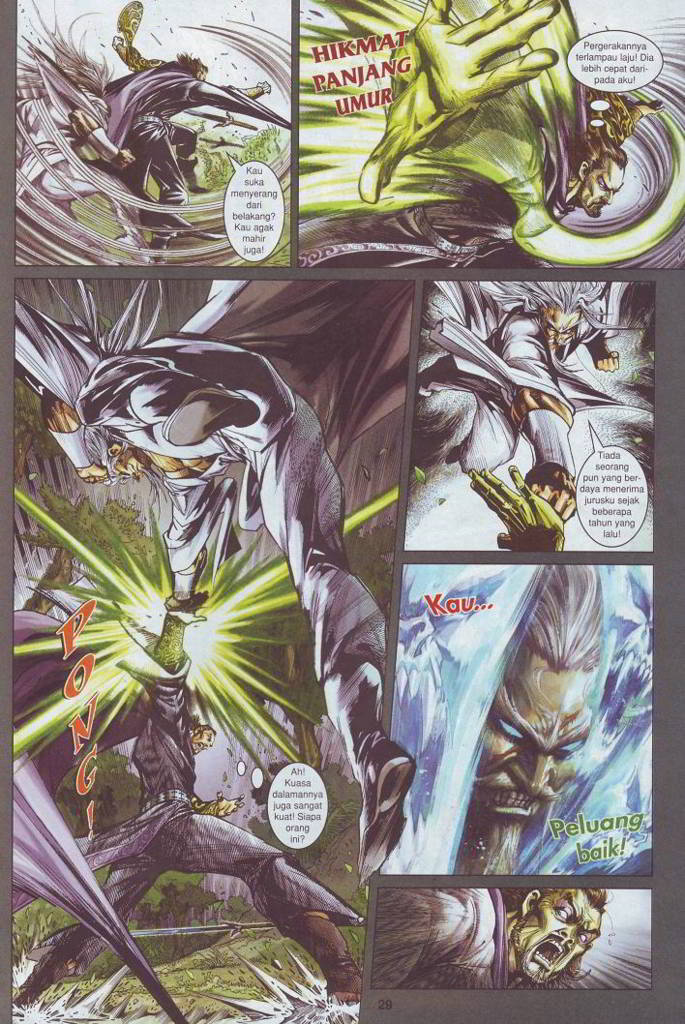 Kau
suka
menyerang
dari
belakang?
Kau agak
mahir
juga!
HIKMAT
PANJANG
UMUR
Pergerakannya
terlampau laju! Dia
lebih cepat dari-
pada aku!
PONG!
Ah!
Kuasa
dalamannya
juga sangat
kuat! Siapa
orang
ini?
Tiada
seorang
pun yang ber-
daya menerima
jurusku sejak
beberapa
tahun yang
lalu!
Kau...
Peluang
baik!
29